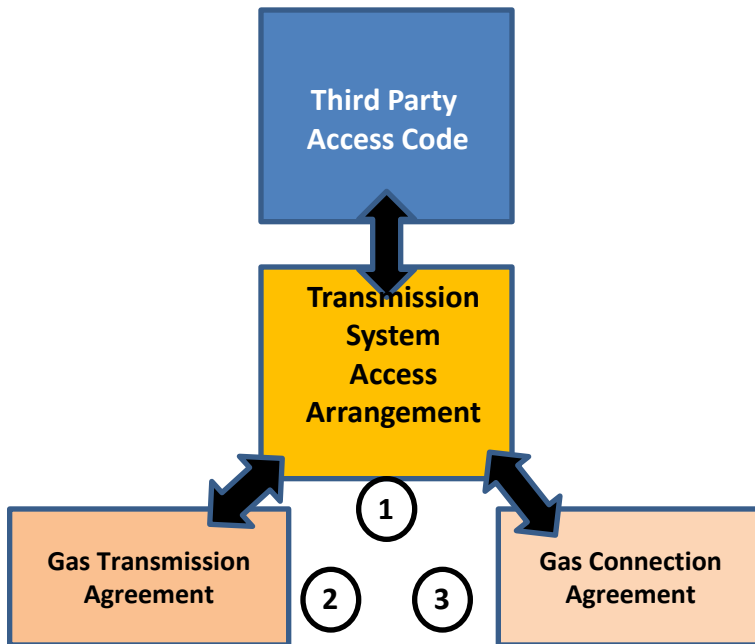 Third Party
Access Code
Transmission
System
Access
Arrangement
1
Gas Transmission
Agreement
2
3
Gas Connection
Agreement